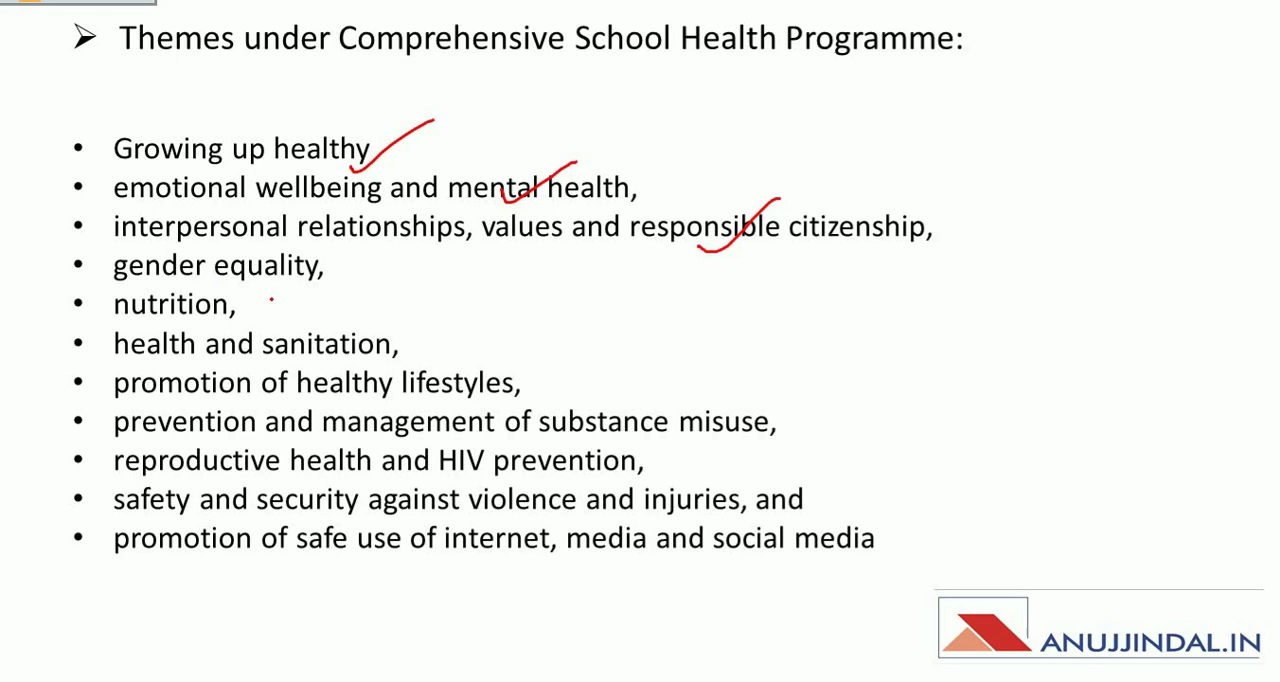 ➢ Themes under Comprehensive School Health Programme:
• Growing up healthy
• emotional wellbeing and mental health,
• interpersonal relationships, values and responsible citizenship,
• gender equality,
• nutrition,
• health and sanitation,
• promotion of healthy lifestyles,
• prevention and management of substance misuse,
• reproductive health and HIV prevention,
• safety and security against violence and injuries, and
• promotion of safe use of internet, media and social media
ANUJJINDAL.IN